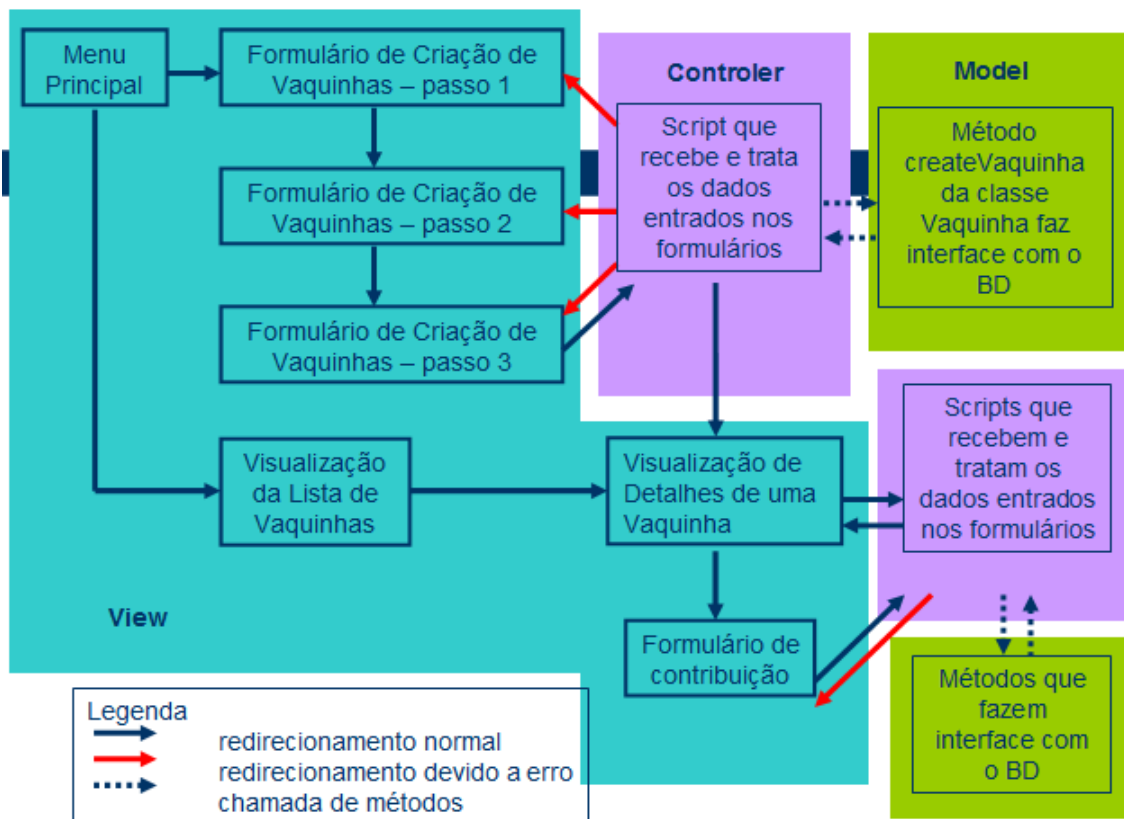 Menu
Principal
Formulário de Criação de
Vaquinhas – passo 1
Formulário de Criação de
Vaquinhas – passo 2
Formulário de Criação de
Vaquinhas – passo 3
Visualização
da Lista de
Vaquinhas
View
Controler
Script que
recebe e trata
os dados
entrados nos
formulários
Model
Método
createVaquinha
da classe
Vaquinha faz
interface com o
BD
Visualização de
Detalhes de uma
Vaquinha
Formulário de
contribuição
Scripts que
recebem e
tratam os
dados entrados
nos formulários
Métodos que
fazem
interface com
o BD
Legenda
redirecionamento normal
redirecionamento devido a erro
chamada de métodos